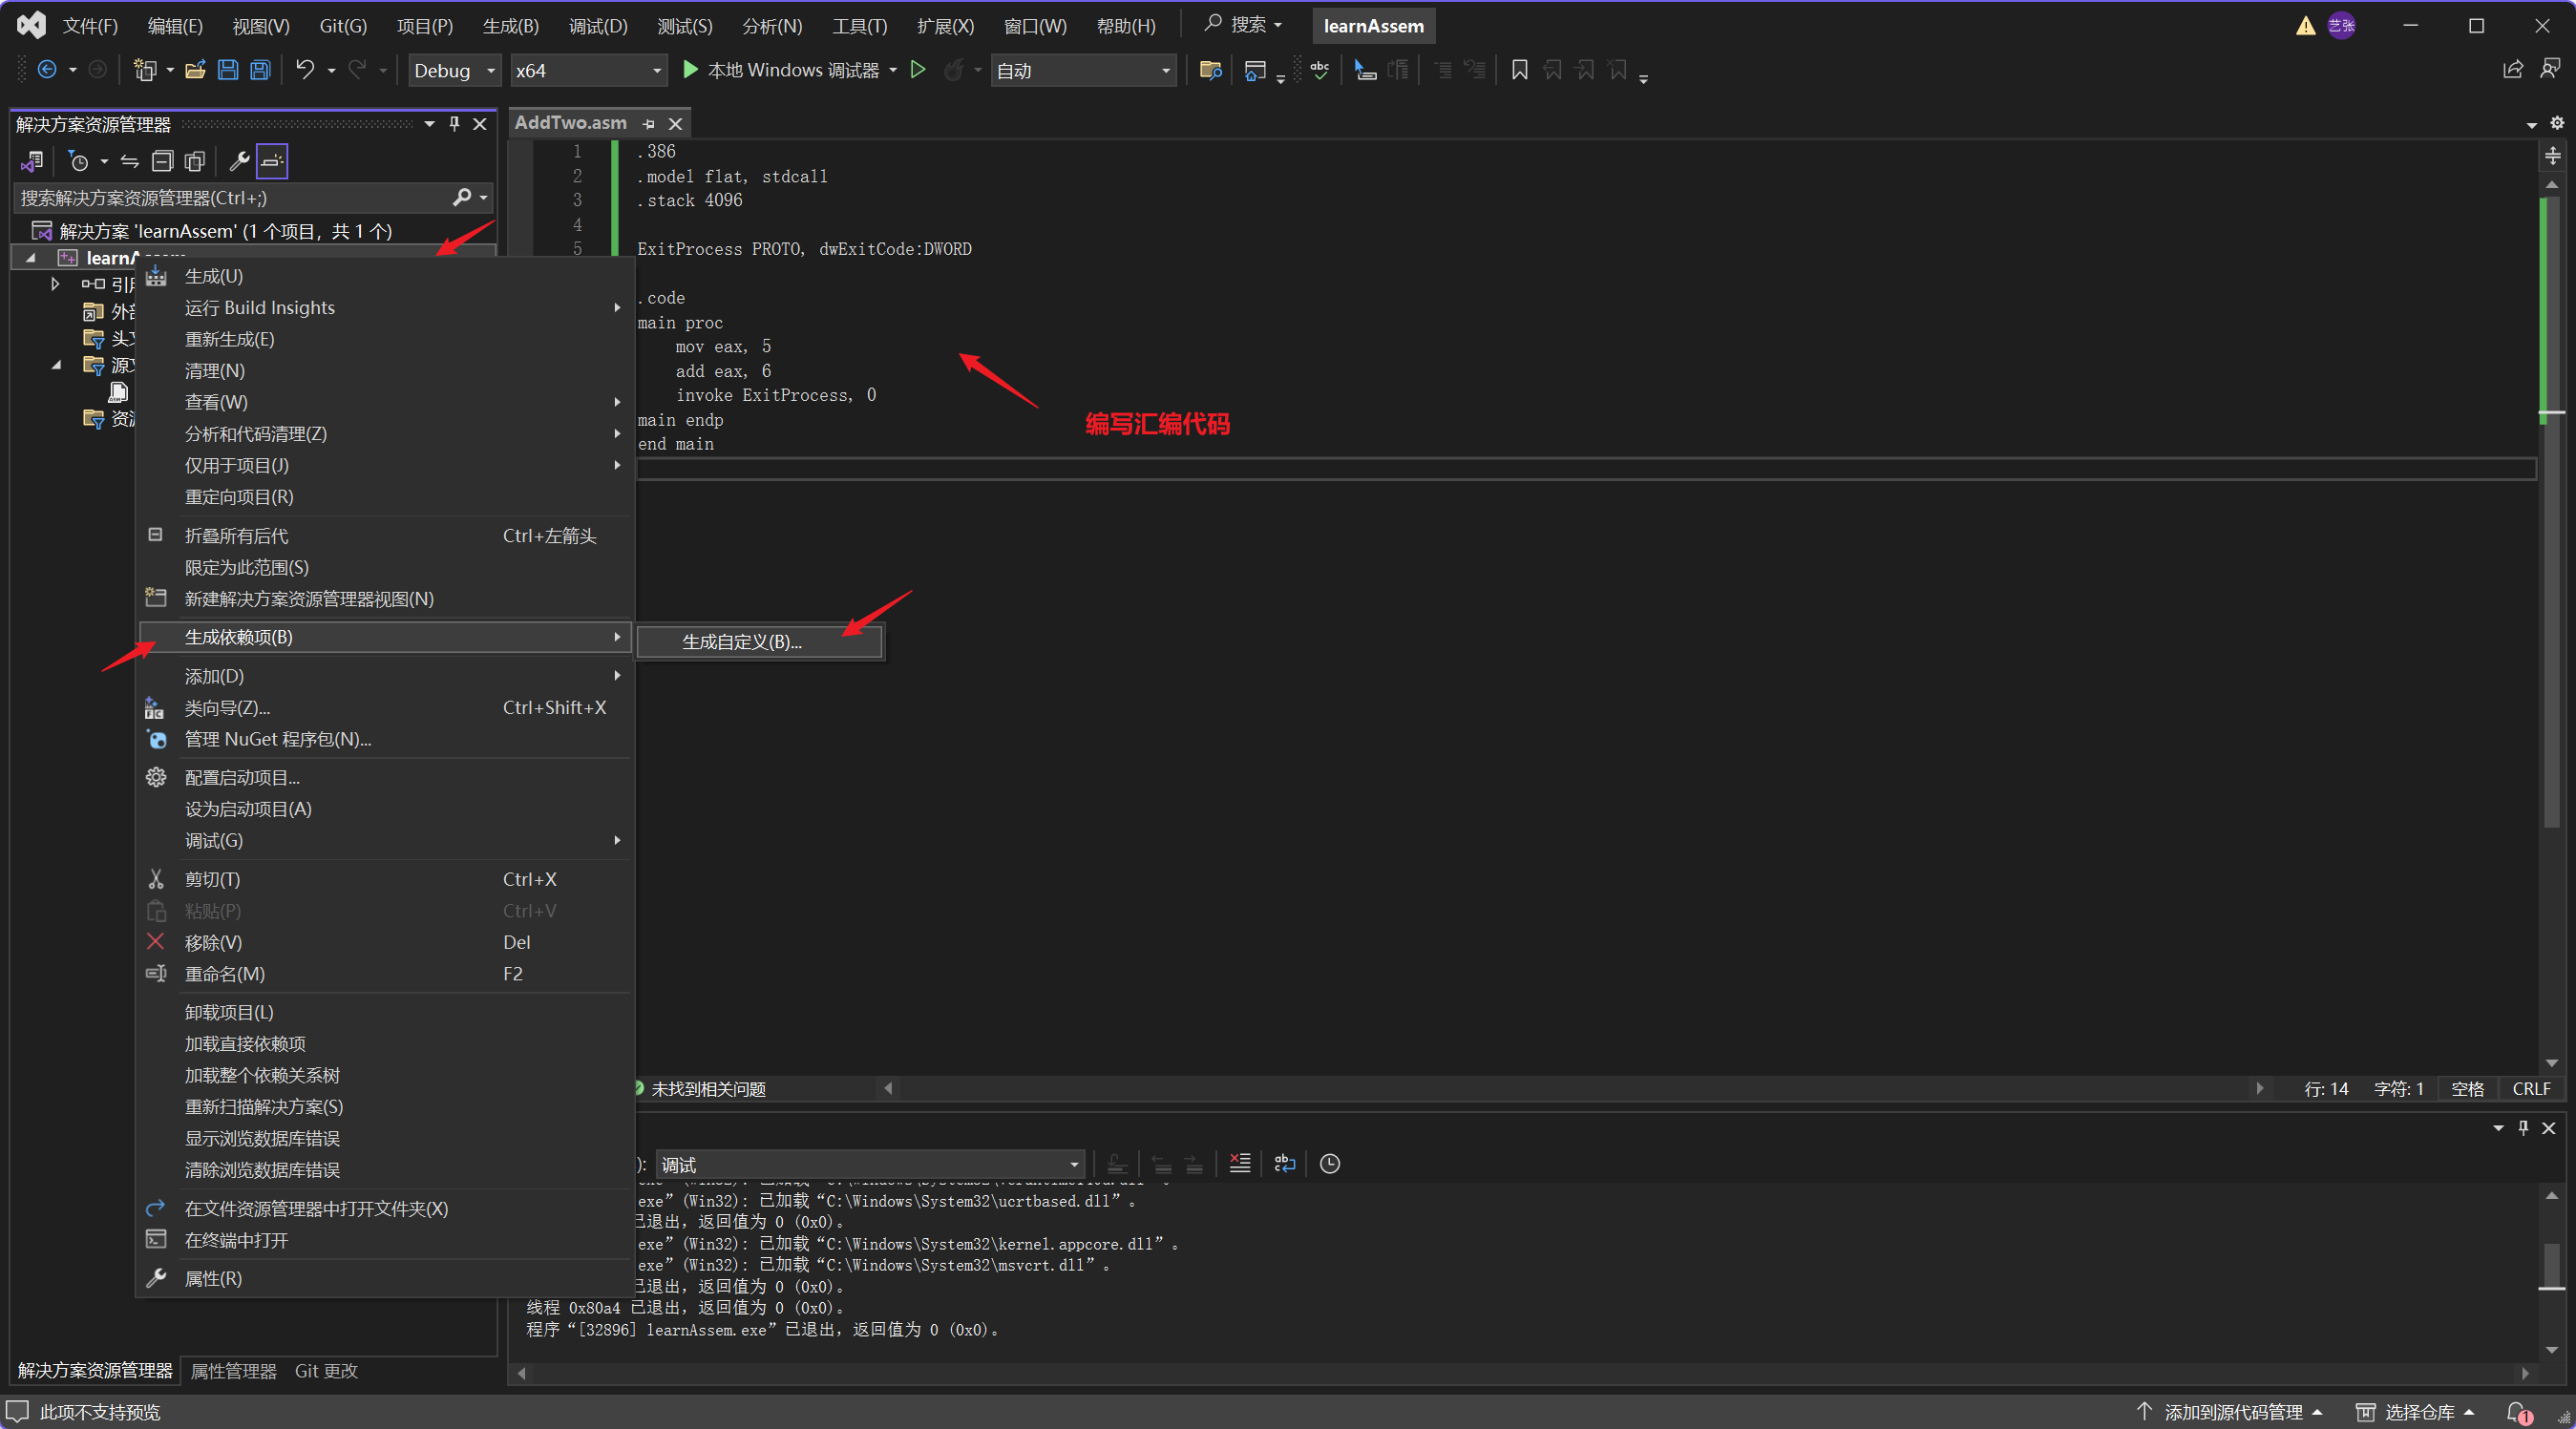 文件(F) 编辑(E) 视图(V) Git(G) 项目(P) 生成(B) 调试(D) 测试(S) 分析(N) 工具(T) 扩展(X) 窗口(W) 帮助(H) 搜索 learnAssem 艺张
Debug x64 本地 Windows 调试器 自动
解决方案资源管理器
搜索解决方案资源管理器(Ctrl+;)
解决方案 'learnAssem' (1 个项目，共 1 个)
生成(U)
运行 Build Insights
重新生成(E)
清理(N)
查看(W)
分析和代码清理(Z)
仅用于项目(J)
重定向项目(R)
折叠所有后代 Ctrl+左箭头
限定为此范围(S)
新建解决方案资源管理器视图(N)
生成依赖项(B)
生成自定义(B)...
添加(D)
类向导(Z)... Ctrl+Shift+X
管理 NuGet 程序包(N)...
配置启动项目...
设为启动项目(A)
调试(G)
剪切(T) Ctrl+X
粘贴(P) Ctrl+V
移除(V) Del
重命名(M) F2
卸载项目(L)
加载直接依赖项
加载整个依赖关系树
重新扫描解决方案(S)
显示浏览数据库错误
清除浏览数据库错误
在文件资源管理器中打开文件夹(X)
在终端中打开
属性(R)
解决方案资源管理器 属性管理器 Git 更改
AddTwo.asm
1 .386
2 .model flat, stdcall
3 .stack 4096
4
5 ExitProcess PROTO, dwExitCode:DWORD
.code
main proc
mov eax, 5
add eax, 6
invoke ExitProcess, 0
main endp
end main
编写汇编代码
未找到相关问题 行: 14 字符: 1 空格 CRLF
): 调试
exe” (Win32): 已加载“C:\Windows\System32\ucrtbased.dll”。
已退出，返回值为 0 (0x0)。
exe” (Win32): 已加载“C:\Windows\System32\kernel.appcore.dll”。
exe” (Win32): 已加载“C:\Windows\System32\msvcrt.dll”。
已退出，返回值为 0 (0x0)。
线程 0x80a4 已退出，返回值为 0 (0x0)。
程序“[32896] learnAssem.exe”已退出，返回值为 0 (0x0)。
此项不支持预览 添加到源代码管理 选择仓库 1